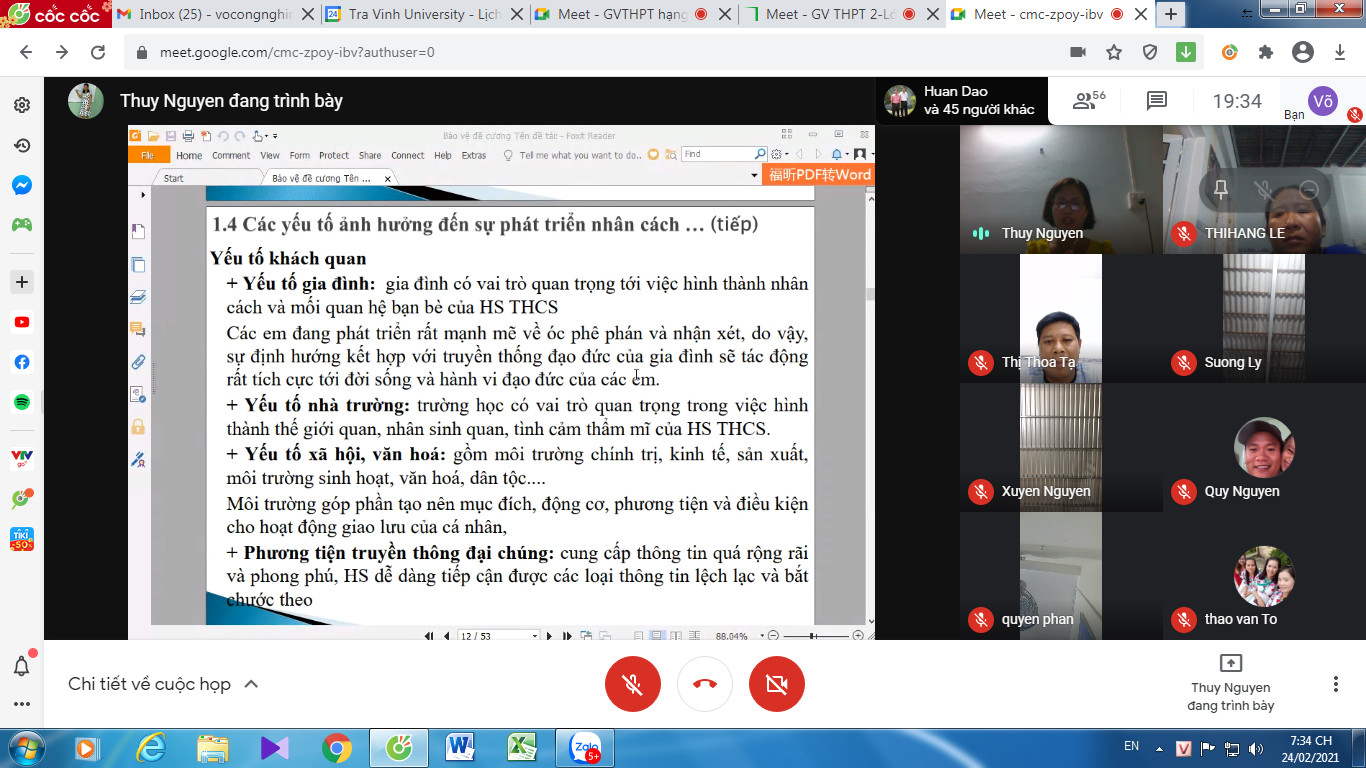 cốc cốc
Inbox (25) - vocongnghir
Tra Vinh University - Lịch
Meet - GVTHPT hạng
Meet - GV THPT 2-Lớ
Meet - cmc-zpoy-ibv
meet.google.com/cmc-zpoy-ibv?authuser=0
Thuy Nguyen đang trình bày
Huan Dao
và 45 người khác
56
19:34
Bạn
Võ
Bảo vệ đề cương Tên đề tài: - Foxit Reader
File Home Comment View Form Protect Share Connect Help Extras Tell me what you want to do.. Find
Start
Bảo vệ đề cương Tên ...
福昕PDF转Word
1.4 Các yếu tố ảnh hưởng đến sự phát triển nhân cách … (tiếp)
Yếu tố khách quan
+ Yếu tố gia đình: gia đình có vai trò quan trọng tới việc hình thành nhân
cách và mối quan hệ bạn bè của HS THCS
Các em đang phát triển rất mạnh mẽ về óc phê phán và nhận xét, do vậy,
sự định hướng kết hợp với truyền thống đạo đức của gia đình sẽ tác động
rất tích cực tới đời sống và hành vi đạo đức của các em.
+ Yếu tố nhà trường: trường học có vai trò quan trọng trong việc hình
thành thế giới quan, nhân sinh quan, tình cảm thẩm mĩ của HS THCS.
+ Yếu tố xã hội, văn hoá: gồm môi trường chính trị, kinh tế, sản xuất,
môi trường sinh hoạt, văn hoá, dân tộc....
Môi trường góp phần tạo nên mục đích, động cơ, phương tiện và điều kiện
cho hoạt động giao lưu của cá nhân,
+ Phương tiện truyền thông đại chúng: cung cấp thông tin quá rộng rãi
và phong phú, HS dễ dàng tiếp cận được các loại thông tin lệch lạc và bắt
chước theo
12 / 53
88.04%
Thuy Nguyen
THIHANG LE
Thị Thoa Tạ
Suong Ly
Xuyen Nguyen
Quy Nguyen
quyen phan
thao van To
VTV
go
TIKI
-50%
Chi tiết về cuộc họp
Thuy Nguyen
đang trình bày
Zalo
5+
EN
7:34 CH
24/02/2021